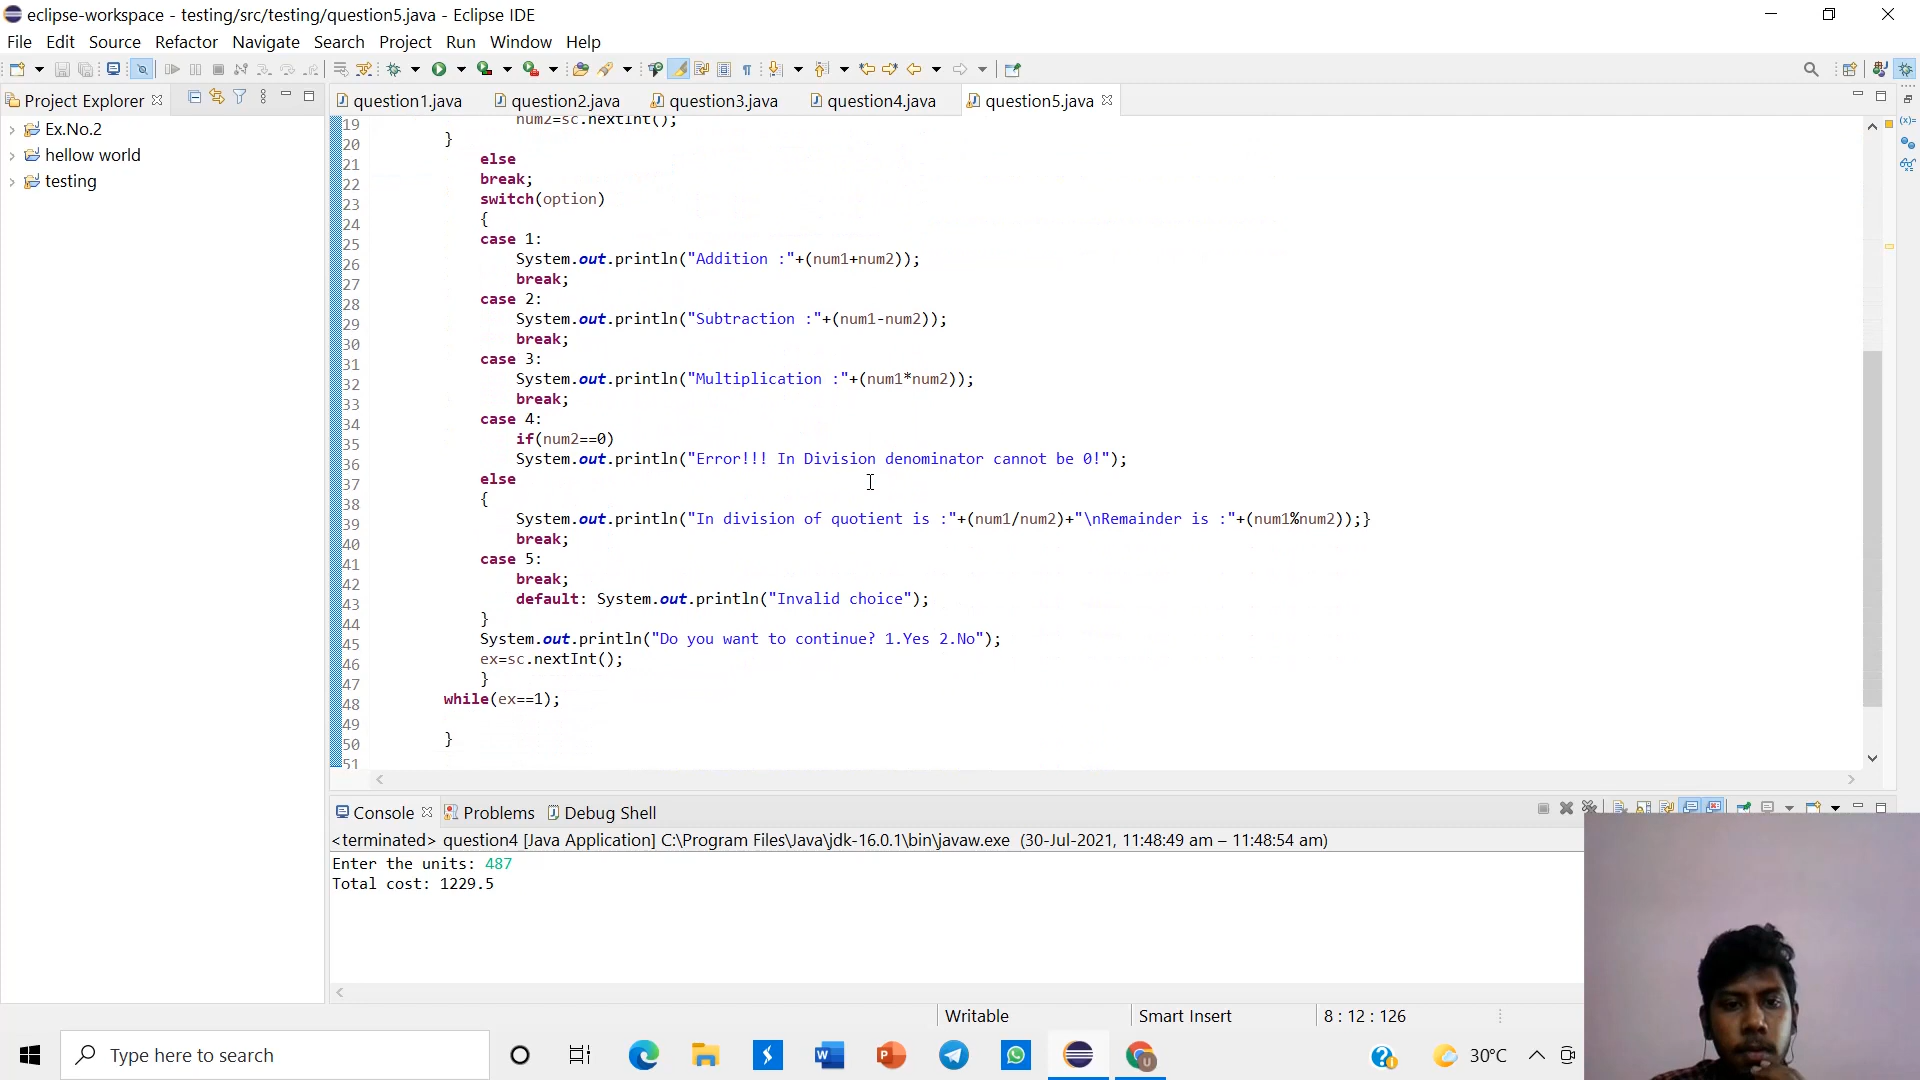 eclipse-workspace - testing/src/testing/question5.java - Eclipse IDE
File Edit Source Refactor Navigate Search Project Run Window Help
Project Explorer
question1.java question2.java question3.java question4.java question5.java
Ex.No.2
hellow world
testing
19 num2=sc.nextInt();
20 }
21 else
22 break;
23 switch(option)
24 {
25 case 1:
26 System.out.println("Addition :"+(num1+num2));
27 break;
28 case 2:
29 System.out.println("Subtraction :"+(num1-num2));
30 break;
31 case 3:
32 System.out.println("Multiplication :"+(num1*num2));
33 break;
34 case 4:
35 if(num2==0)
36 System.out.println("Error!!! In Division denominator cannot be 0!");
37 else
38 {
39 System.out.println("In division of quotient is :"+(num1/num2)+"\nRemainder is :"+(num1%num2));}
40 break;
41 case 5:
42 break;
43 default: System.out.println("Invalid choice");
44 }
45 System.out.println("Do you want to continue? 1.Yes 2.No");
46 ex=sc.nextInt();
47 }
48 while(ex==1);
49
50 }
51
Console Problems Debug Shell
<terminated> question4 [Java Application] C:\Program Files\Java\jdk-16.0.1\bin\javaw.exe (30-Jul-2021, 11:48:49 am – 11:48:54 am)
Enter the units: 487
Total cost: 1229.5
Writable Smart Insert 8 : 12 : 126
Type here to search
30°C